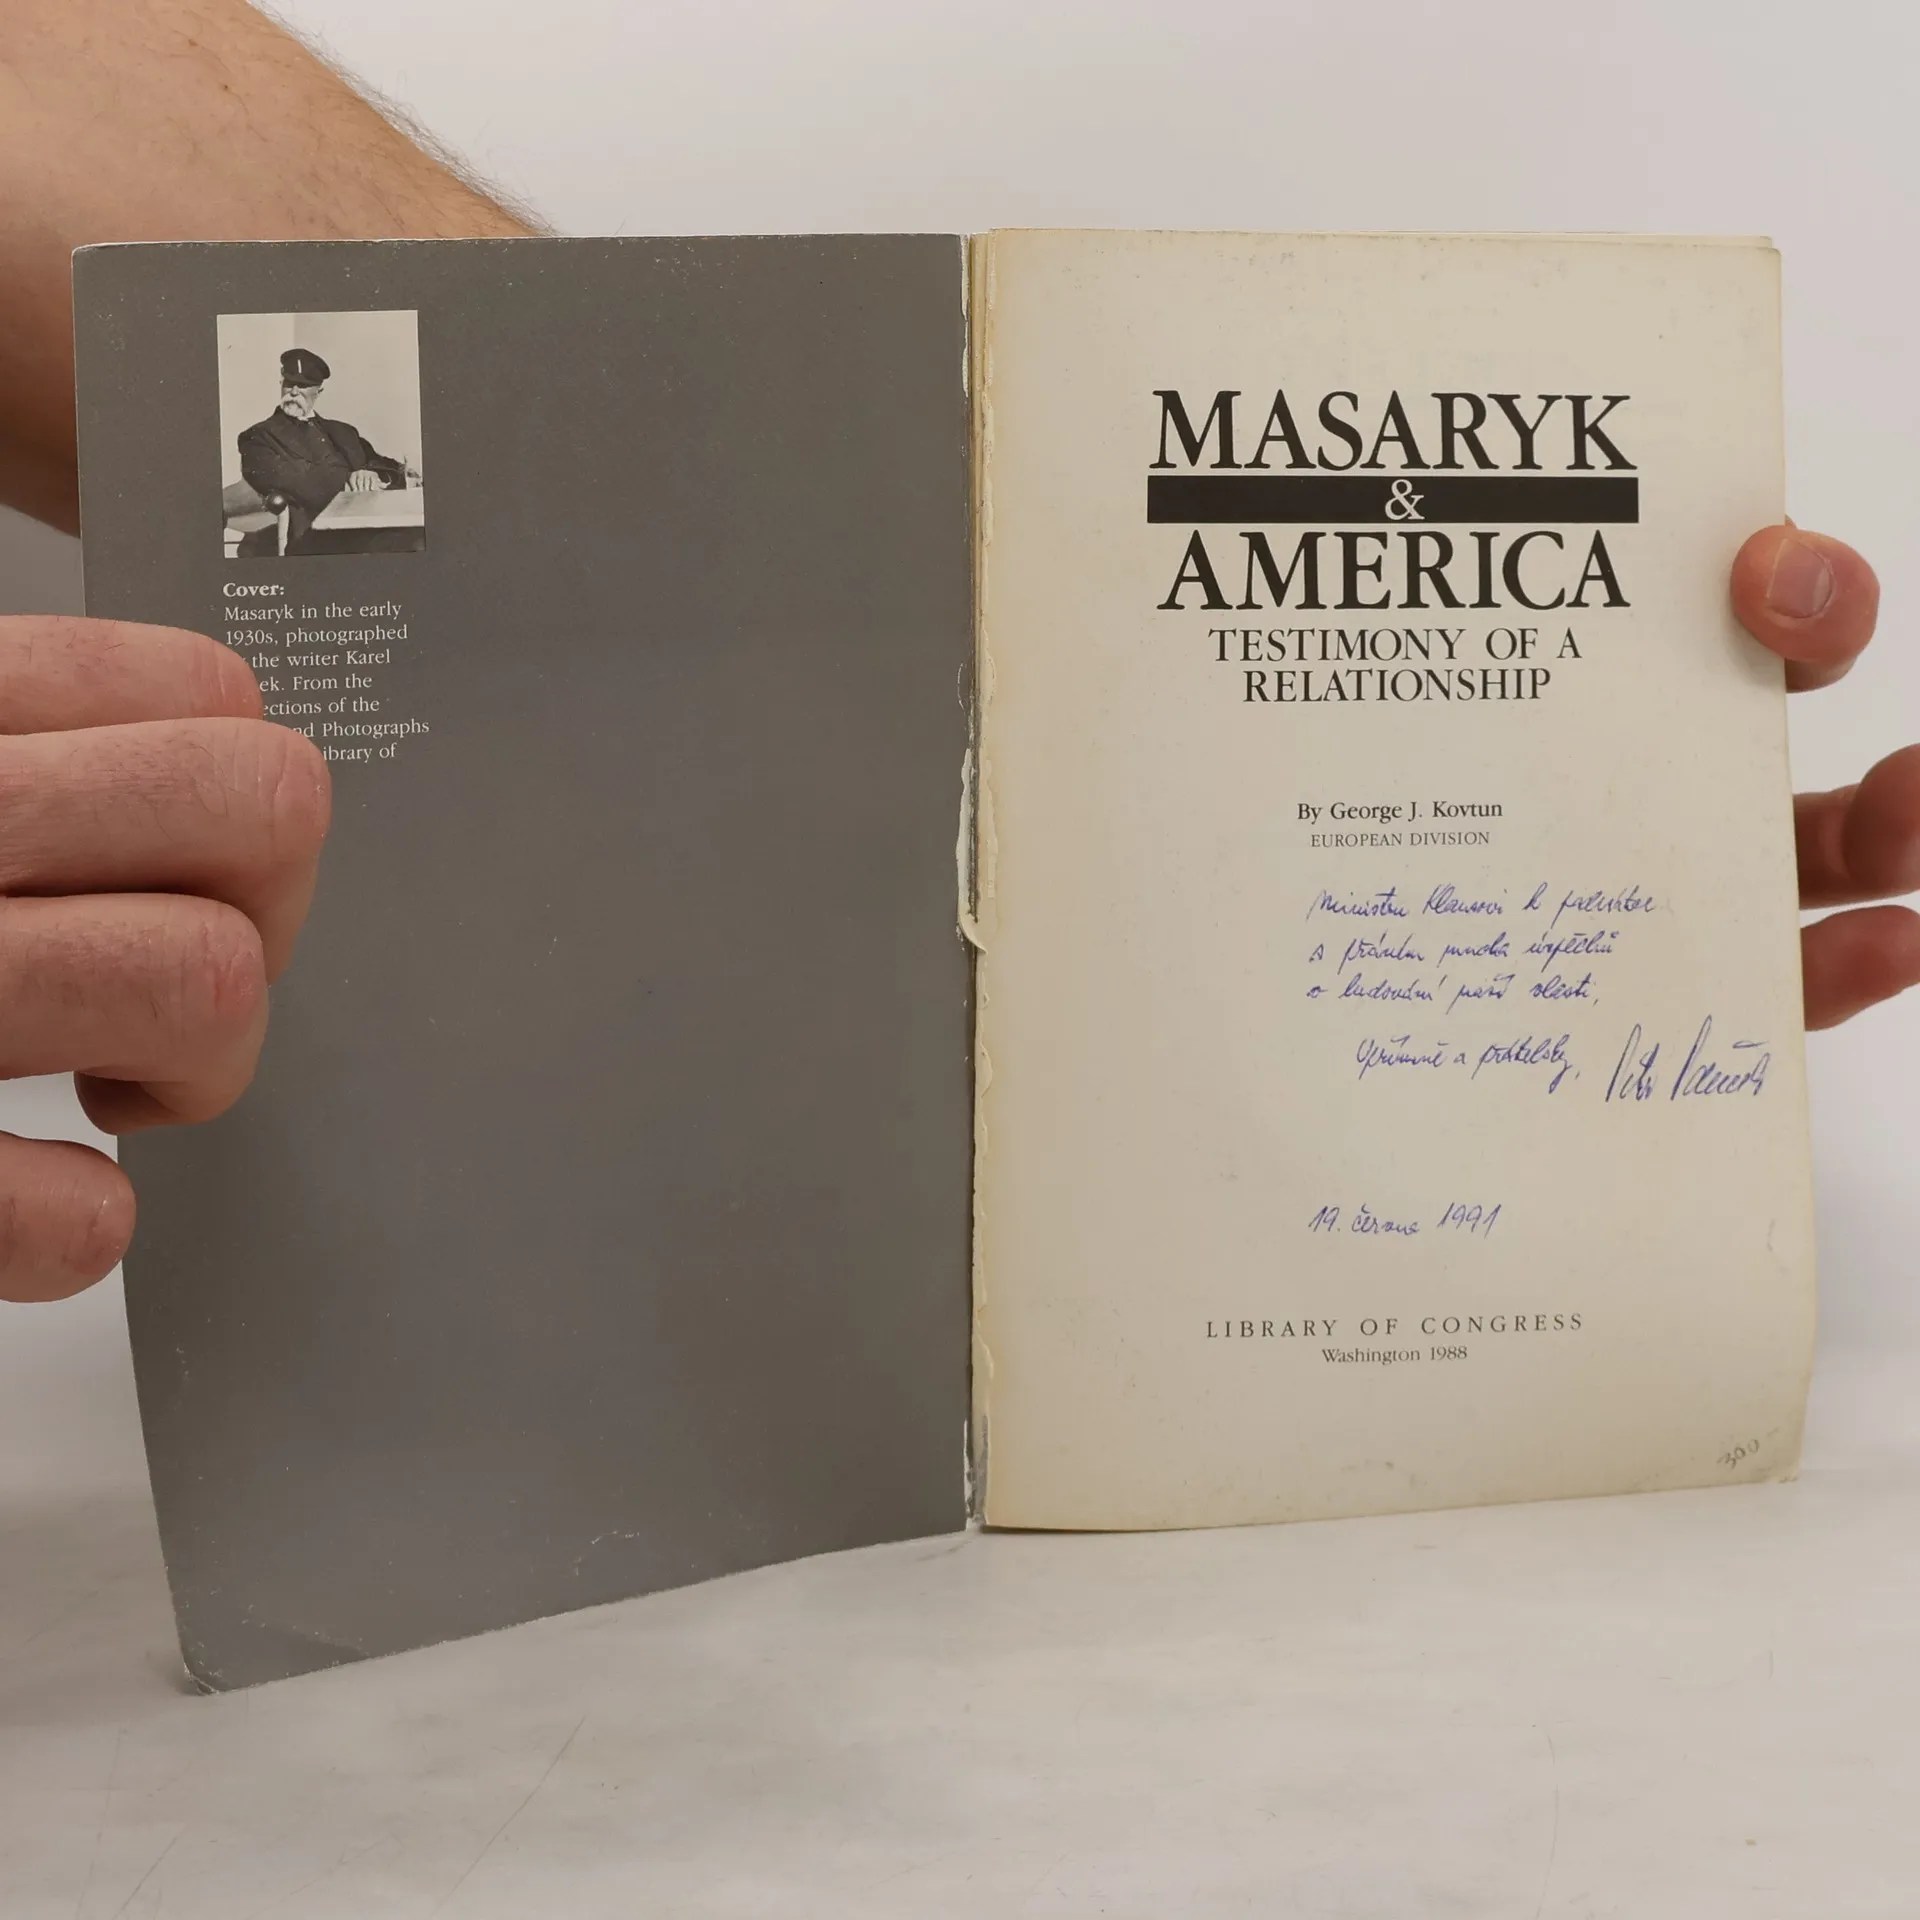 Cover:
Masaryk in the early
1930s, photographed
the writer Karel
ek. From the
ections of the
nd Photographs
ibrary of
MASARYK
&
AMERICA
TESTIMONY OF A
RELATIONSHIP
By George J. Kovtun
EUROPEAN DIVISION
Ministru Klausovi k
s přáním mnoha úspěchů
v budování naší vlasti,
Upřímně a přátelsky, Petr
19. června 1991
LIBRARY OF CONGRESS
Washington 1988
300